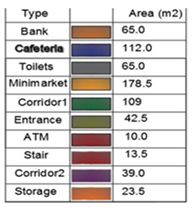 Type Area (m2)
Bank 65.0
Cafeteria 112.0
Toilets 65.0
Minimarket 178.5
Corridor1 109
Entrance 42.5
ATM 10.0
Stair 13.5
Corridor2 39.0
Storage 23.5